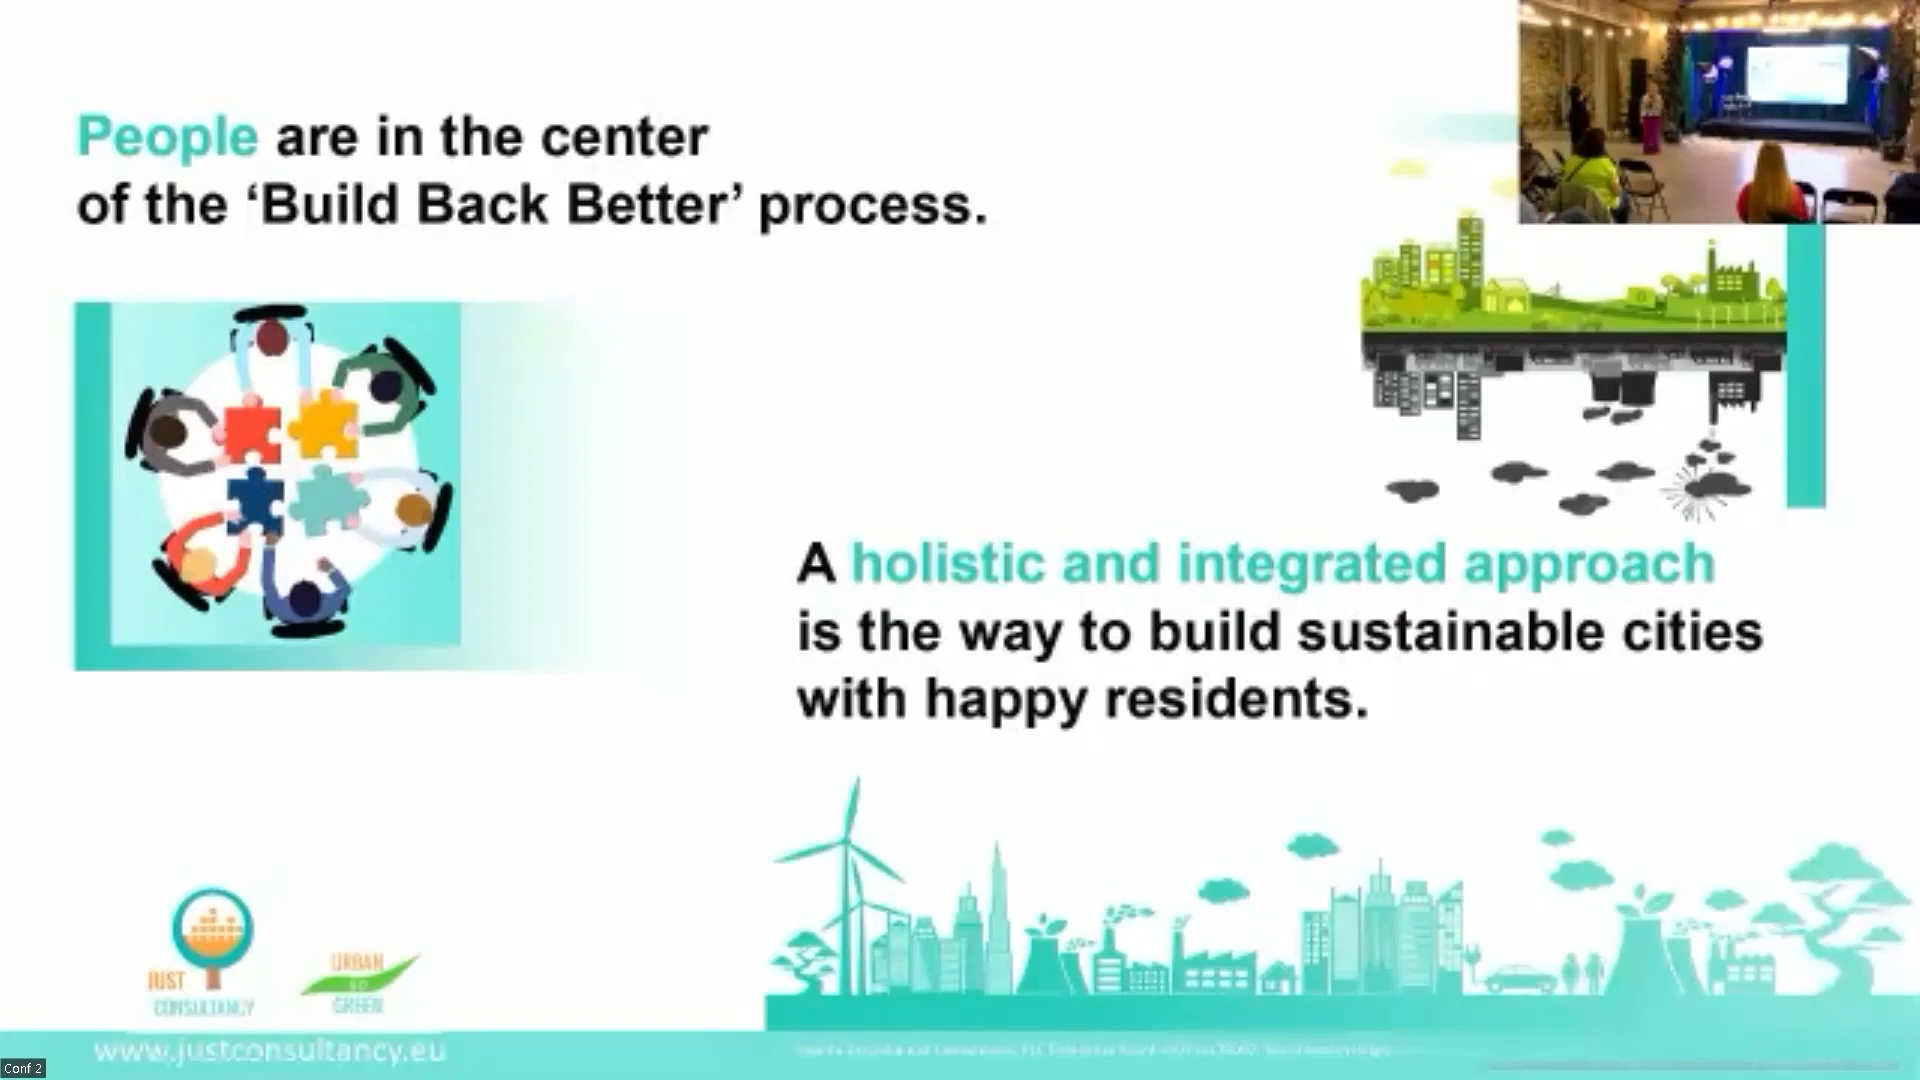 People are in the center
of the ‘Build Back Better’ process.
A holistic and integrated approach
is the way to build sustainable cities
with happy residents.
JUST
CONSULTANCY
URBAN
GO
GREEN
www.justconsultancy.eu
Conf 2